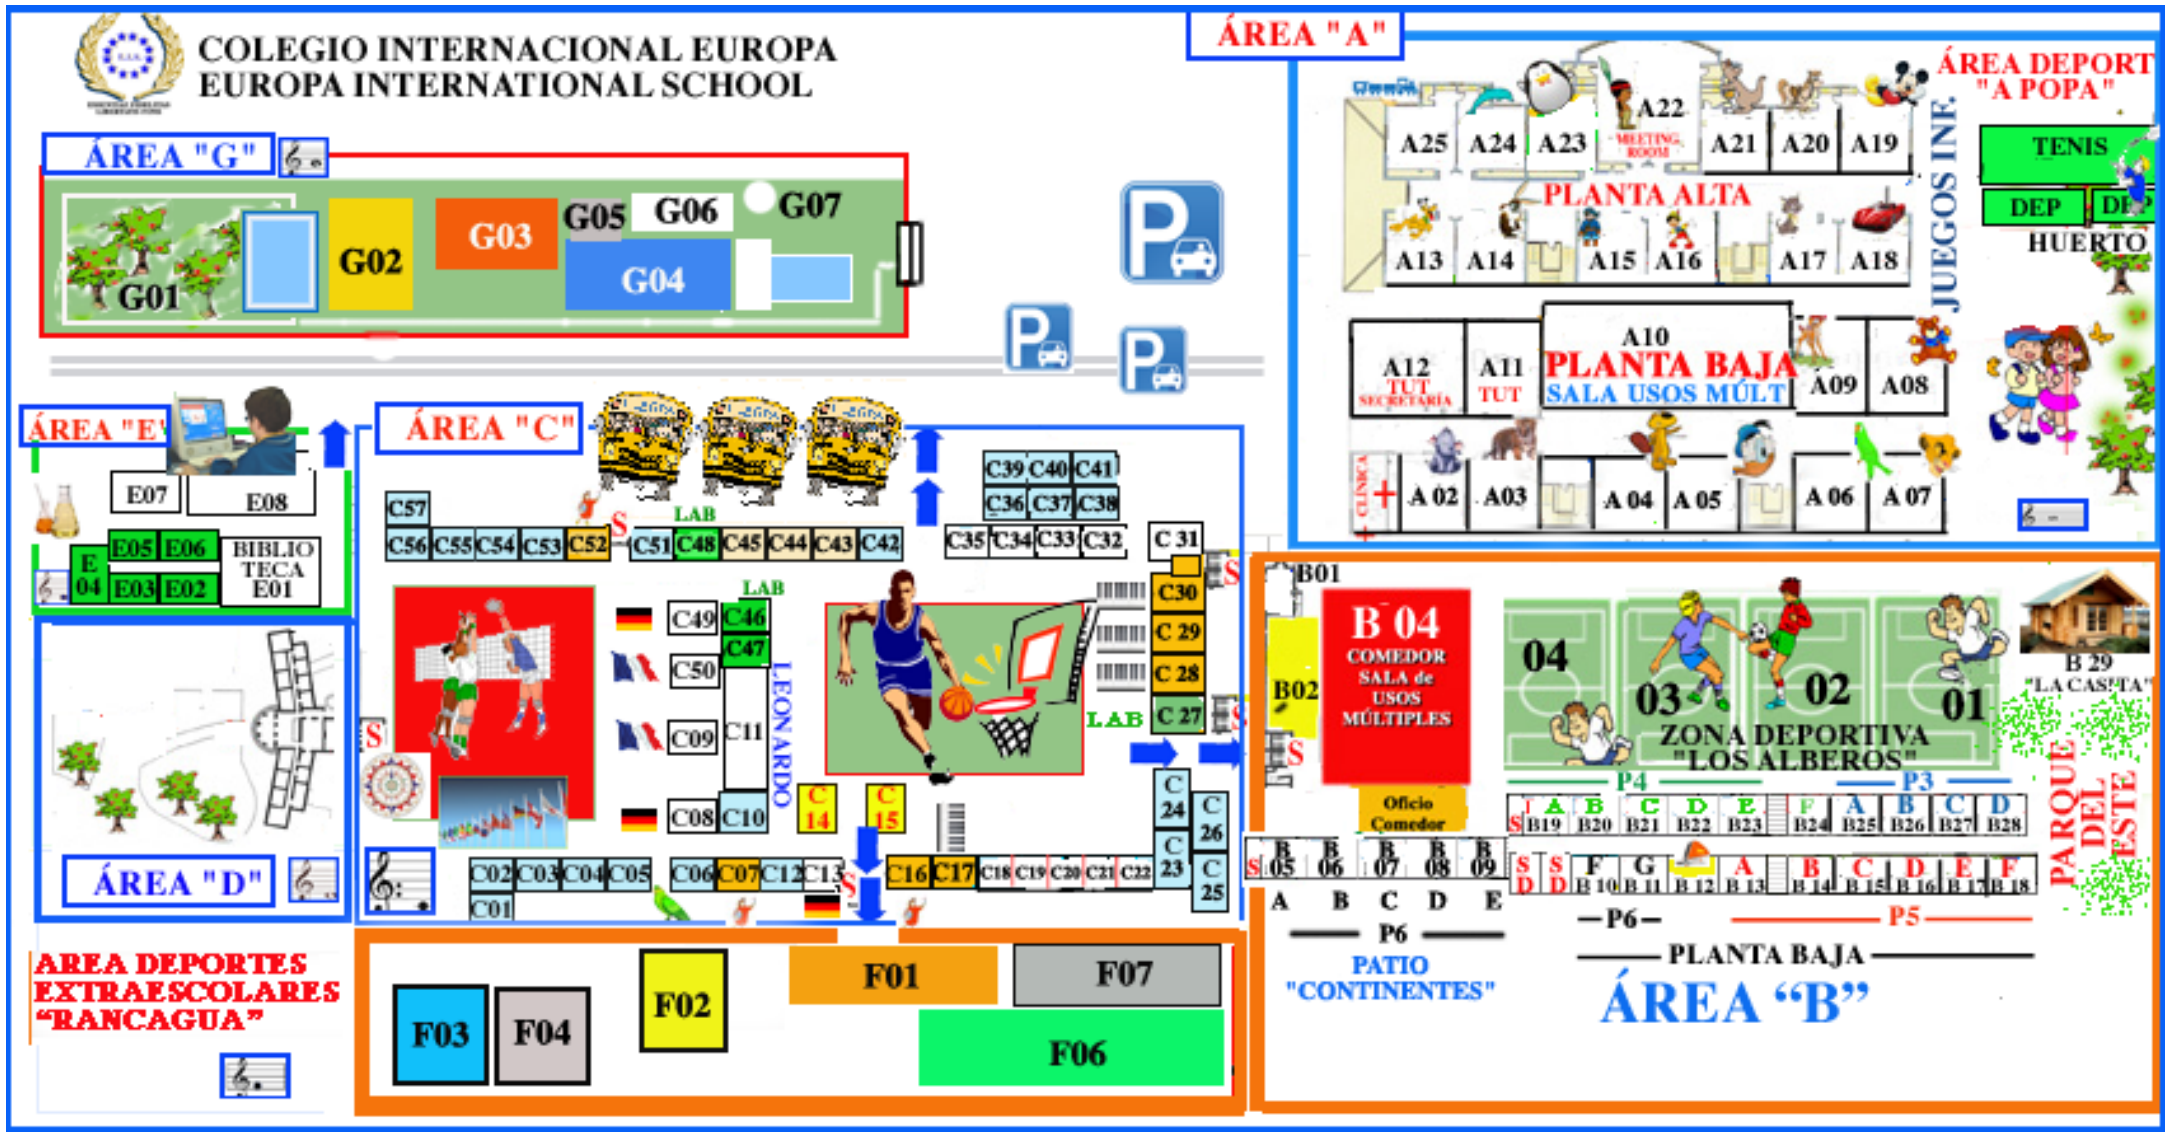 COLEGIO INTERNACIONAL EUROPA
EUROPA INTERNATIONAL SCHOOL
ÁREA "G"
G01
G02
G03
G05
G06
G07
G04
P
P
P
ÁREA "A"
A25
A24
A23
A22
MEETING
ROOM
A21
A20
A19
PLANTA ALTA
A13
A14
A15
A16
A17
A18
A12
TUT
SECRETARÍA
A11
TUT
A10
PLANTA BAJA
SALA USOS MÚLT
A09
A08
CLÍNICA
A 02
A03
A 04
A 05
A 06
A 07
JUEGOS INF.
ÁREA DEPORT
"A POPA"
TENIS
DEP
DEP
HUERTO
ÁREA "E"
E07
E08
E05
E06
E
04
E03
E02
BIBLIO
TECA
E01
ÁREA "C"
C57
C56
C55
C54
C53
C52
S
C51
LAB
C48
C45
C44
C43
C42
C39
C40
C41
C36
C37
C38
C35
C34
C33
C32
C 31
S
C30
C 29
C 28
LAB
C 27
S
LAB
C49
C46
C47
C50
C11
C09
LEONARDO
C08
C10
C
14
C
15
S
C
24
C
26
C
23
C
25
C02
C03
C04
C05
C01
C06
C07
C12
C13
S
C16
C17
C18
C19
C20
C21
C22
ÁREA "D"
AREA DEPORTES
EXTRAESCOLARES
“RANCAGUA”
F03
F04
F02
F01
F07
F06
B01
B02
S
B 04
COMEDOR
SALA de
USOS
MÚLTIPLES
Oficio
Comedor
S
B
05
B
06
B
07
B
08
B
09
A B C D E
P6
PATIO
"CONTINENTES"
04
03
02
01
ZONA DEPORTIVA
"LOS ALBEROS"
B 29
"LA CASITA"
PARQUE
DEL
ESTE
P4
P3
A B C D E F A B C D
S B19 B20 B21 B22 B23 B24 B25 B26 B27 B28
S
D
S
D
F G A B C D E F
B 10 B 11 B 12 B 13 B 14 B 15 B 16 B 17 B 18
P6
P5
PLANTA BAJA
ÁREA “B”